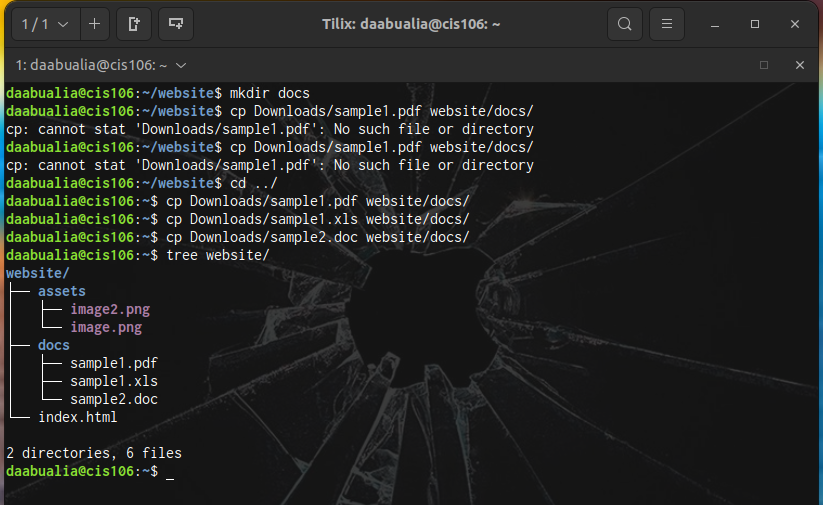 1 / 1
Tilix: daabualia@cis106: ~
1: daabualia@cis106: ~
daabualia@cis106:~/website$ mkdir docs
daabualia@cis106:~/website$ cp Downloads/sample1.pdf website/docs/
cp: cannot stat 'Downloads/sample1.pdf': No such file or directory
daabualia@cis106:~/website$ cp Downloads/sample1.pdf website/docs/
cp: cannot stat 'Downloads/sample1.pdf': No such file or directory
daabualia@cis106:~/website$ cd ../
daabualia@cis106:~$ cp Downloads/sample1.pdf website/docs/
daabualia@cis106:~$ cp Downloads/sample1.xls website/docs/
daabualia@cis106:~$ cp Downloads/sample2.doc website/docs/
daabualia@cis106:~$ tree website/
website/
├── assets
│   ├── image2.png
│   └── image.png
├── docs
│   ├── sample1.pdf
│   ├── sample1.xls
│   └── sample2.doc
└── index.html
2 directories, 6 files
daabualia@cis106:~$ _